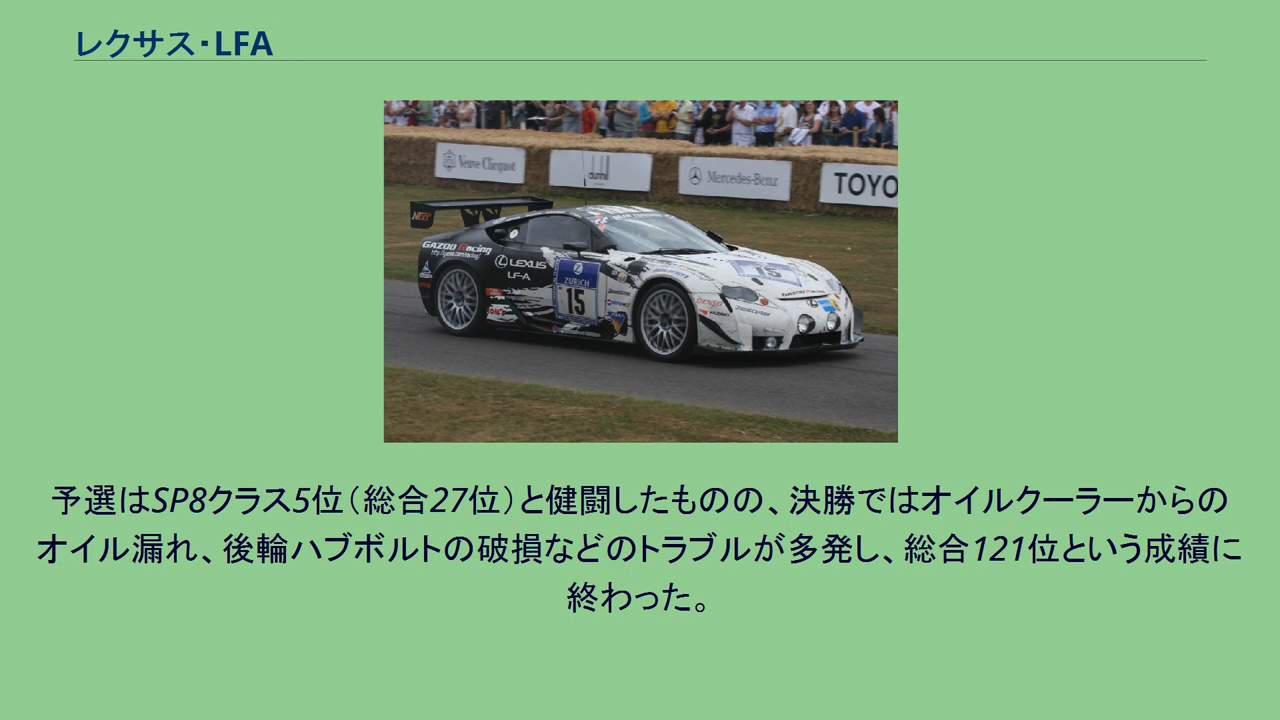 レクサス・LFA
Neuve Clicquot
dunhill
Mercedes-Benz
TOYO
NEXT
GAZOO Racing
LEXUS
LF-A
ZURICH
15
15
DENSO
予選はSP8クラス5位（総合27位）と健闘したものの、決勝ではオイルクーラーからの
オイル漏れ、後輪ハブボルトの破損などのトラブルが多発し、総合121位という成績に
終わった。